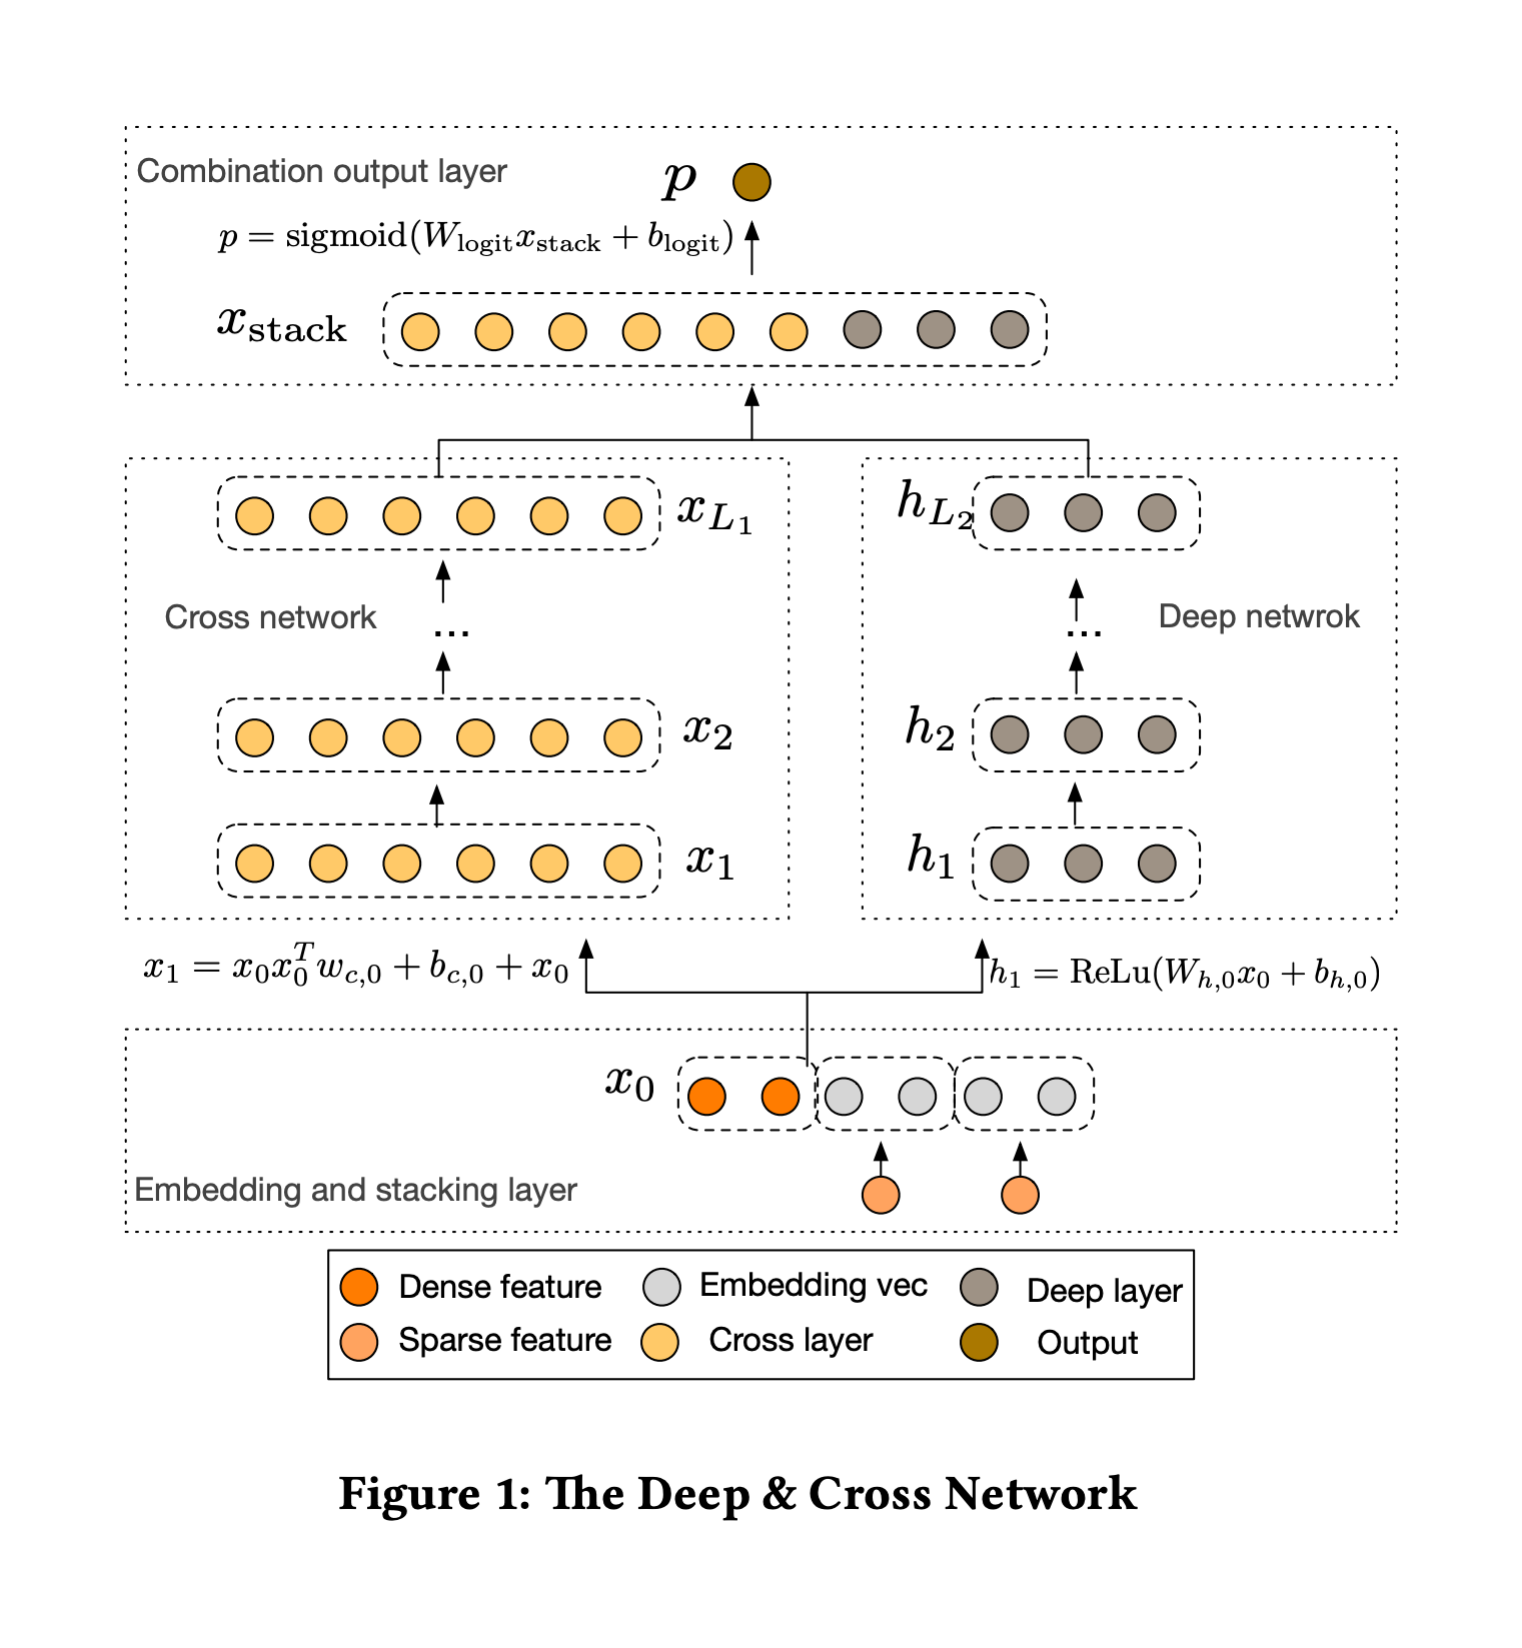 Combination output layer
p
p = sigmoid(W_logit x_stack + b_logit)
x_stack
x_{L_1}
h_{L_2}
Cross network
...
...
Deep netwrok
x_2
h_2
x_1
h_1
x_1 = x_0 x_0^T w_{c,0} + b_{c,0} + x_0
h_1 = ReLu(W_{h,0} x_0 + b_{h,0})
x_0
Embedding and stacking layer
Dense feature
Embedding vec
Deep layer
Sparse feature
Cross layer
Output
Figure 1: The Deep & Cross Network